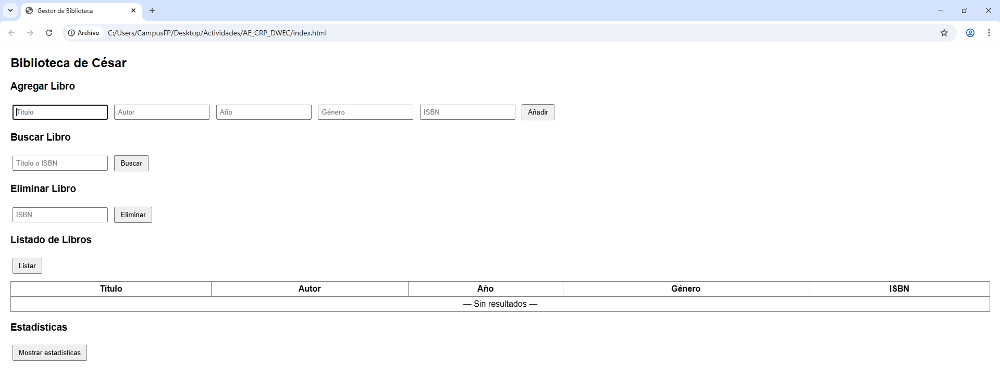 Gestor de Biblioteca
Archivo C:/Users/CampusFP/Desktop/Actividades/AE_CRP_DWEC/index.html
Biblioteca de César
Agregar Libro
Título Autor Año Género ISBN Añadir
Buscar Libro
Título o ISBN Buscar
Eliminar Libro
ISBN Eliminar
Listado de Libros
Listar
Título Autor Año Género ISBN
— Sin resultados —
Estadísticas
Mostrar estadísticas